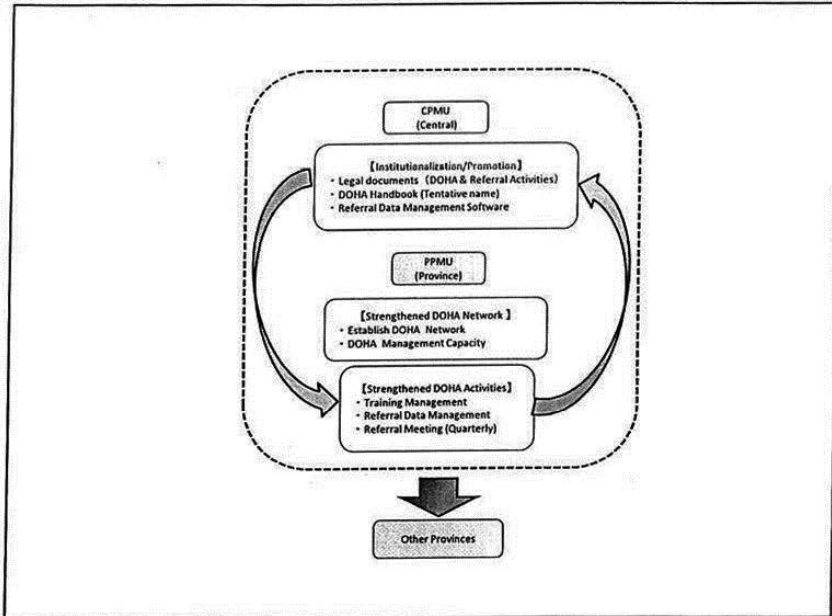 CPMU
(Central)
【Institutionalization/Promotion】
・Legal documents（DOHA & Referral Activities）
・DOHA Handbook (Tentative name)
・Referral Data Management Software
PPMU
(Province)
【Strengthened DOHA Network】
・Establish DOHA Network
・DOHA Management Capacity
【Strengthened DOHA Activities】
・Training Management
・Referral Data Management
・Referral Meeting (Quarterly)
Other Provinces